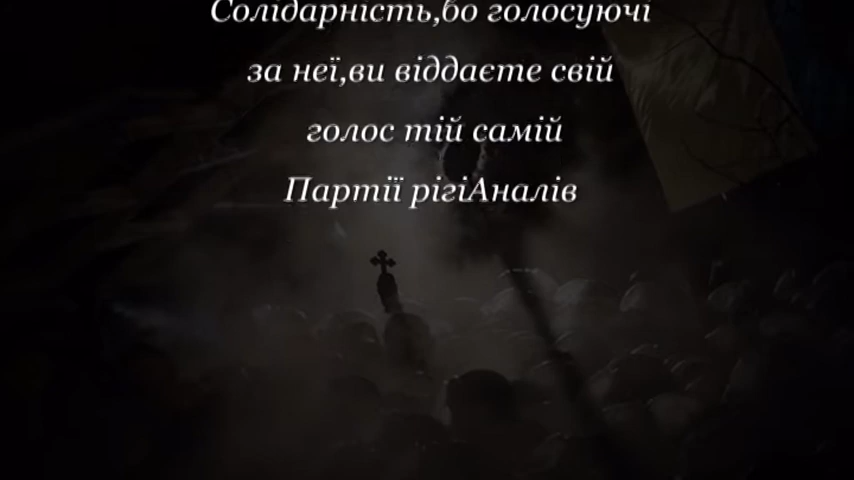 Солідарність,бо голосуючі
за неї,ви віддаєте свій
голос тій самій
Партії рігіАналів